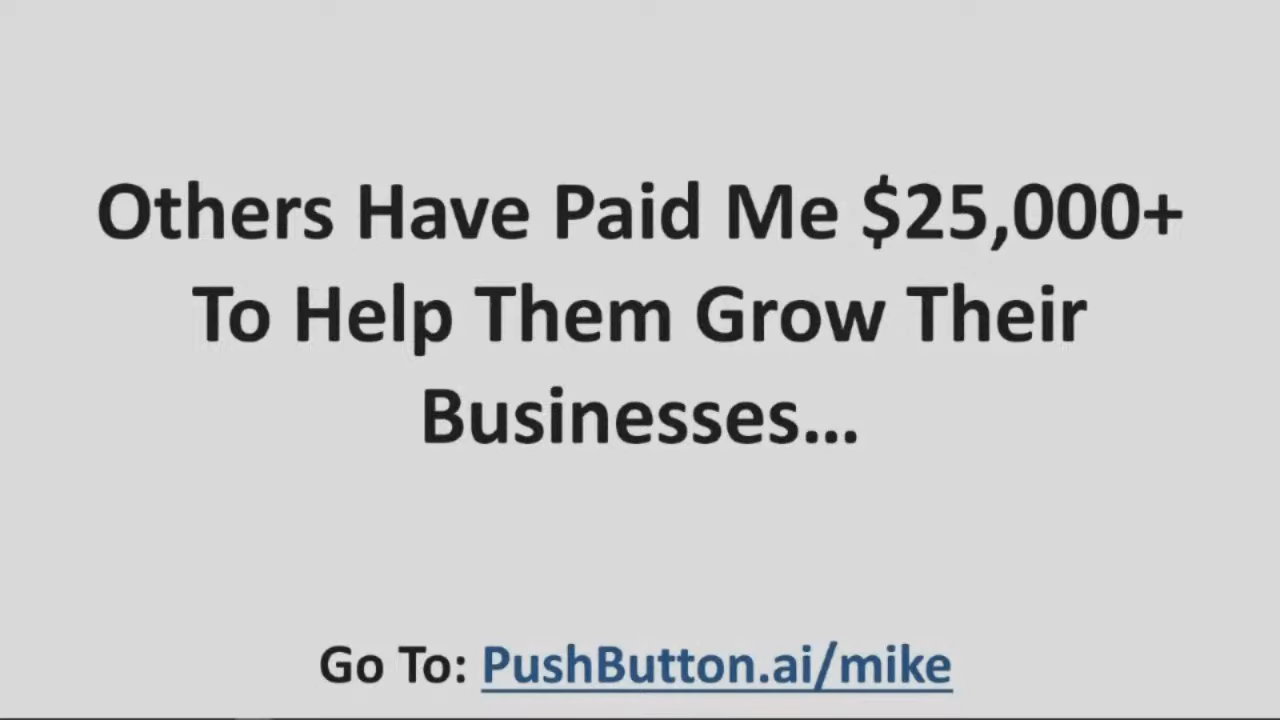 Others Have Paid Me $25,000+
To Help Them Grow Their
Businesses...
Go To: PushButton.ai/mike